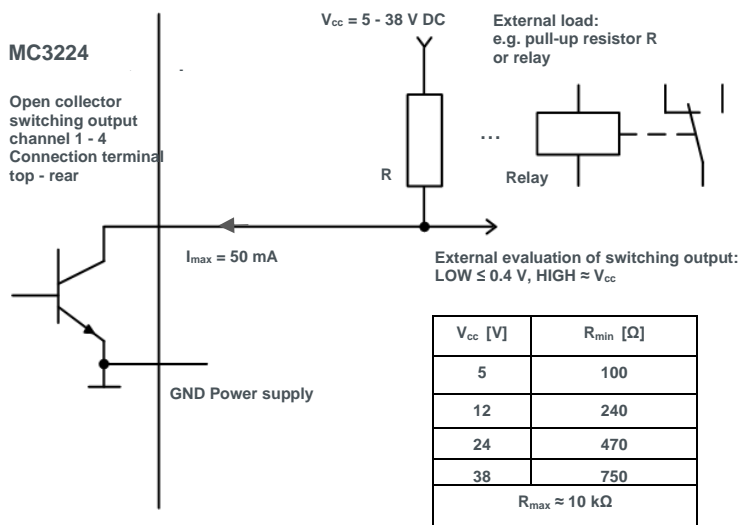 V꜀꜀ = 5 - 38 V DC
External load:
e.g. pull-up resistor R
or relay
MC3224
Open collector
switching output
channel 1 - 4
Connection terminal
top - rear
R
...
Relay
Imax = 50 mA
External evaluation of switching output:
LOW ≤ 0.4 V, HIGH ≈ Vcc
GND Power supply
Vcc [V] Rmin [Ω]
5 100
12 240
24 470
38 750
Rmax ≈ 10 kΩ